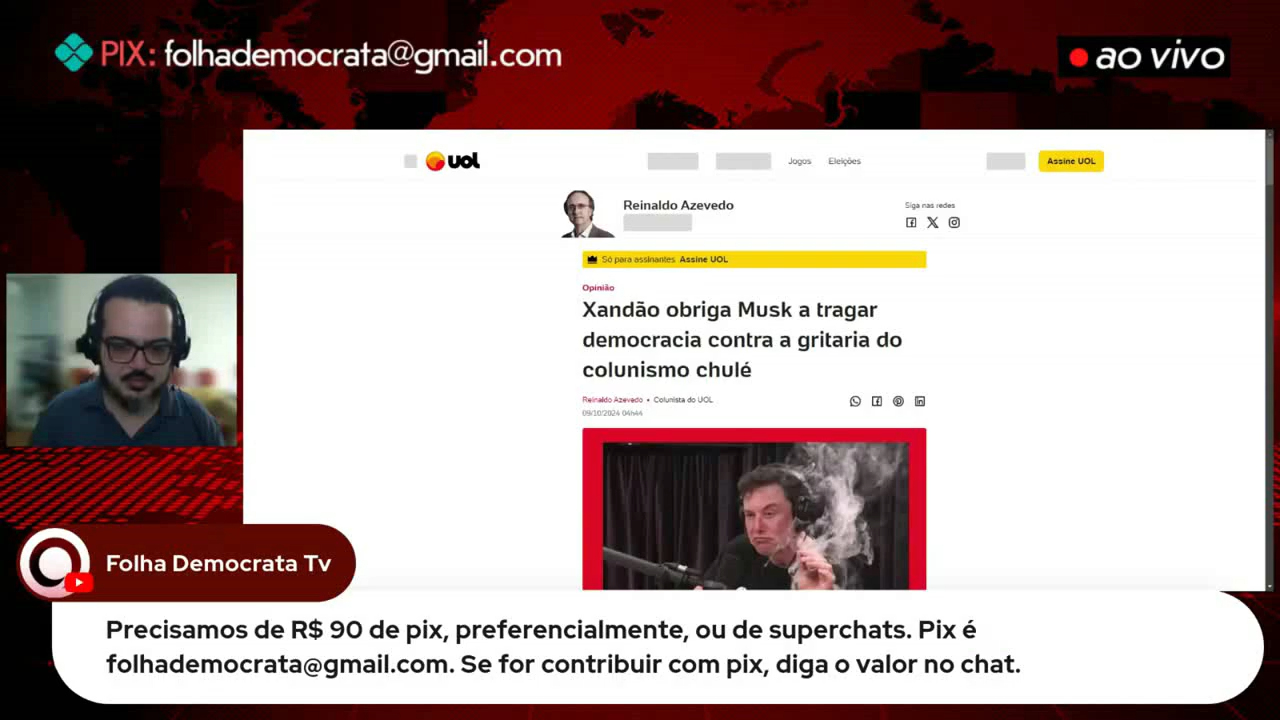 PIX: folhademocrata@gmail.com
ao vivo
UOL
Jogos
Eleições
Assine UOL
Reinaldo Azevedo
Siga nas redes
Só para assinantes Assine UOL
Opinião
Xandão obriga Musk a tragar
democracia contra a gritaria do
colunismo chulé
Reinaldo Azevedo • Colunista do UOL
09/10/2024 04h44
Folha Democrata Tv
Precisamos de R$ 90 de pix, preferencialmente, ou de superchats. Pix é
folhademocrata@gmail.com. Se for contribuir com pix, diga o valor no chat.